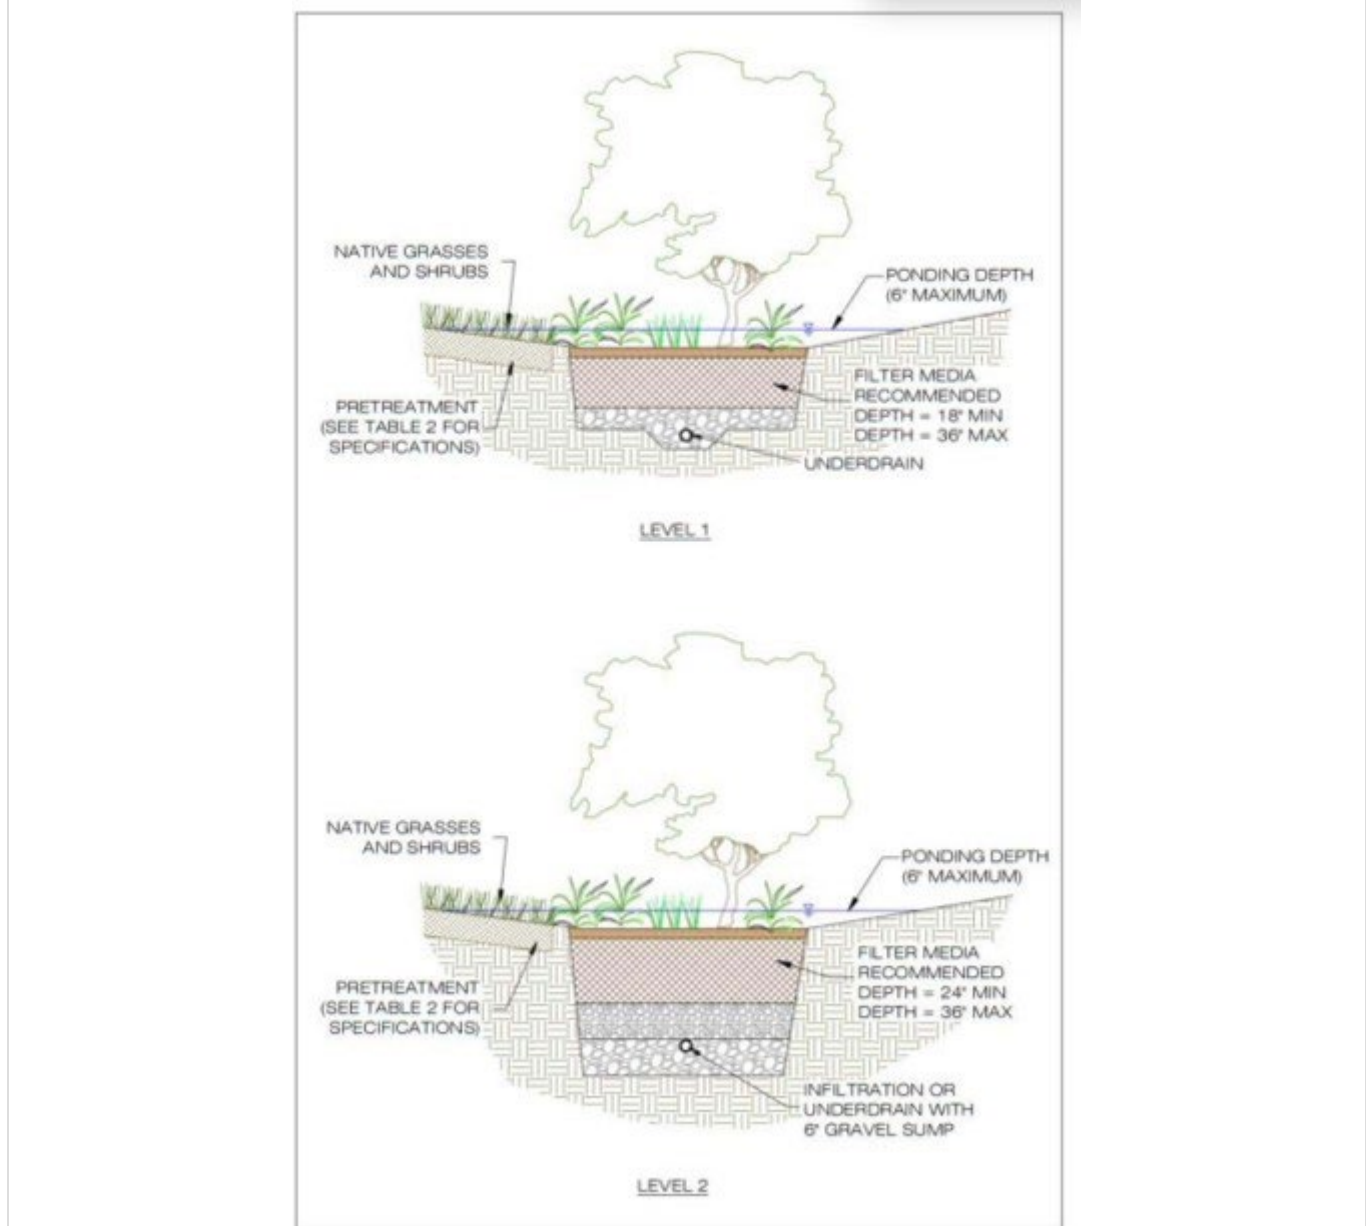 NATIVE GRASSES
AND SHRUBS
PONDING DEPTH
(6" MAXIMUM)
PRETREATMENT
(SEE TABLE 2 FOR
SPECIFICATIONS)
FILTER MEDIA
RECOMMENDED
DEPTH = 18" MIN
DEPTH = 36" MAX
UNDERDRAIN
LEVEL 1
NATIVE GRASSES
AND SHRUBS
PONDING DEPTH
(6" MAXIMUM)
PRETREATMENT
(SEE TABLE 2 FOR
SPECIFICATIONS)
FILTER MEDIA
RECOMMENDED
DEPTH = 24" MIN
DEPTH = 36" MAX
INFILTRATION OR
UNDERDRAIN WITH
6" GRAVEL SUMP
LEVEL 2